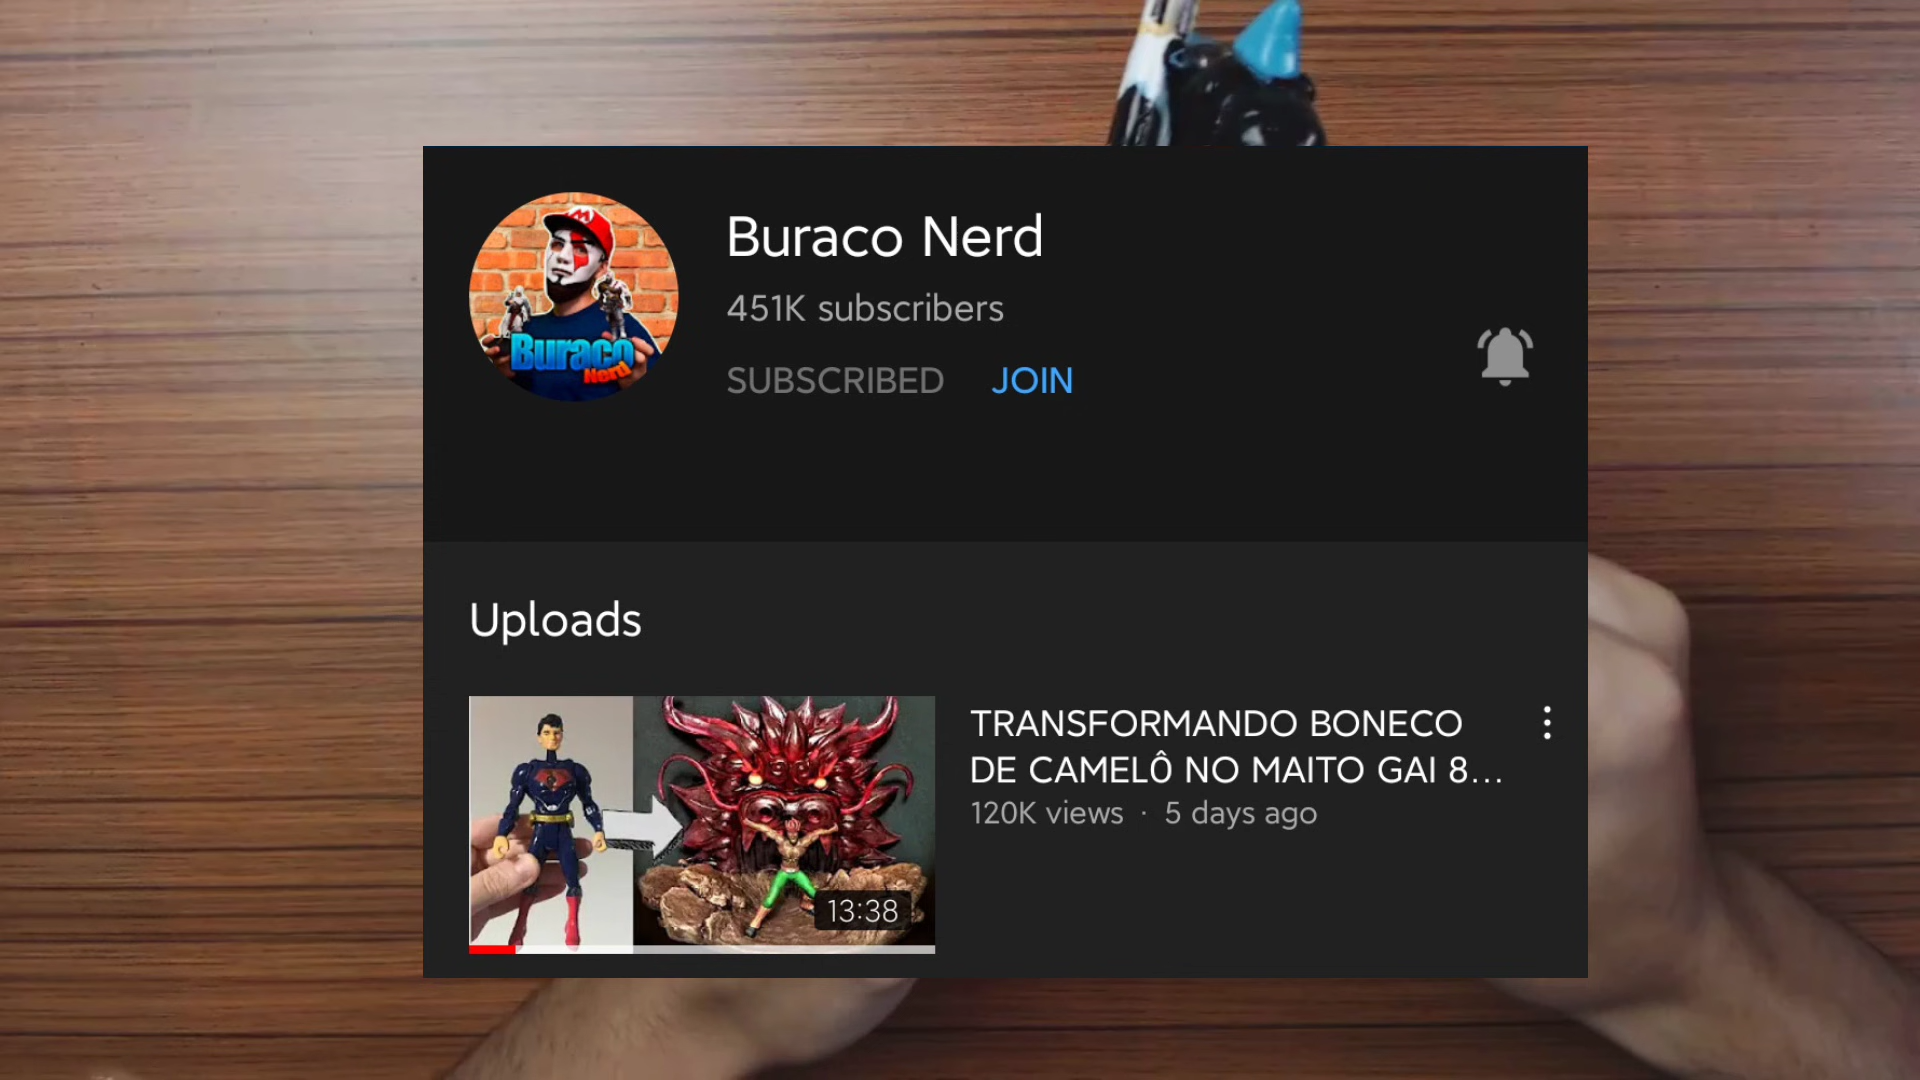 Buraco Nerd
451K subscribers
SUBSCRIBED JOIN
Buraco
Nerd
Uploads
TRANSFORMANDO BONECO
DE CAMELÔ NO MAITO GAI 8...
120K views · 5 days ago
13:38